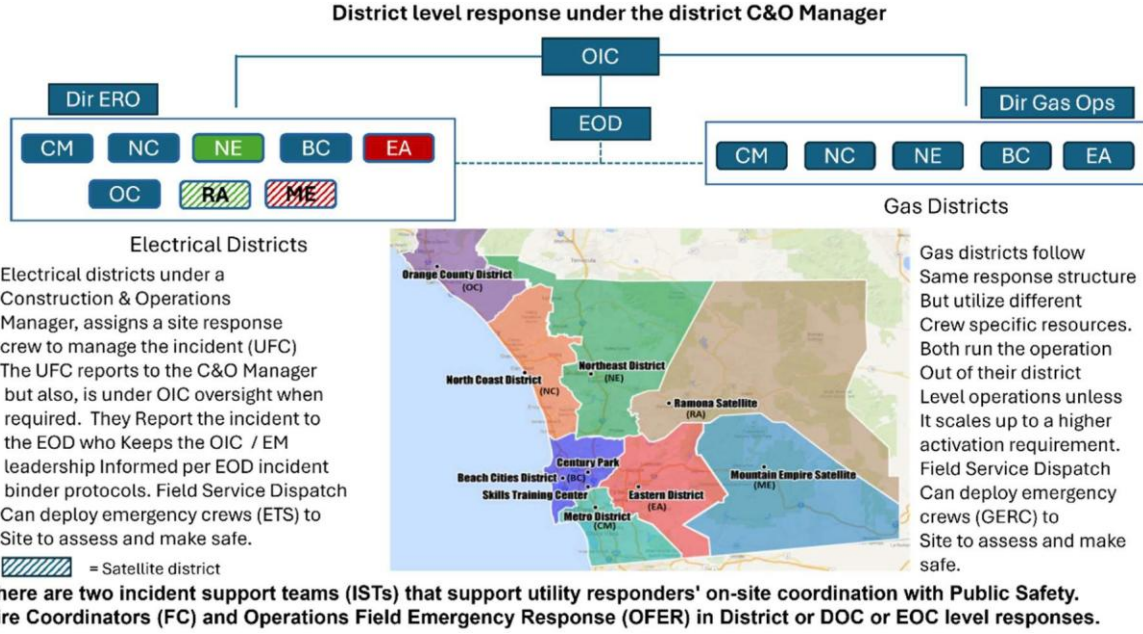 District level response under the district C&O Manager
OIC
Dir ERO
Dir Gas Ops
EOD
CM NC NE BC EA
OC RA ME
CM NC NE BC EA
Gas Districts
Electrical Districts
Electrical districts under a
Construction & Operations
Manager, assigns a site response
crew to manage the incident (UFC)
The UFC reports to the C&O Manager
but also, is under OIC oversight when
required. They Report the incident to
the EOD who Keeps the OIC / EM
leadership Informed per EOD incident
binder protocols. Field Service Dispatch
Can deploy emergency crews (ETS) to
Site to assess and make safe.
= Satellite district
Orange County District
(OC)
North Coast District
(NC)
Northeast District
(NE)
Ramona Satellite
(RA)
Century Park
Beach Cities District (BC)
Skills Training Center
Metro District
(CM)
Eastern District
(EA)
Mountain Empire Satellite
(ME)
Gas districts follow
Same response structure
But utilize different
Crew specific resources.
Both run the operation
Out of their district
Level operations unless
It scales up to a higher
activation requirement.
Field Service Dispatch
Can deploy emergency
crews (GERC) to
Site to assess and make
safe.
here are two incident support teams (ISTs) that support utility responders' on-site coordination with Public Safety.
ire Coordinators (FC) and Operations Field Emergency Response (OFER) in District or DOC or EOC level responses.